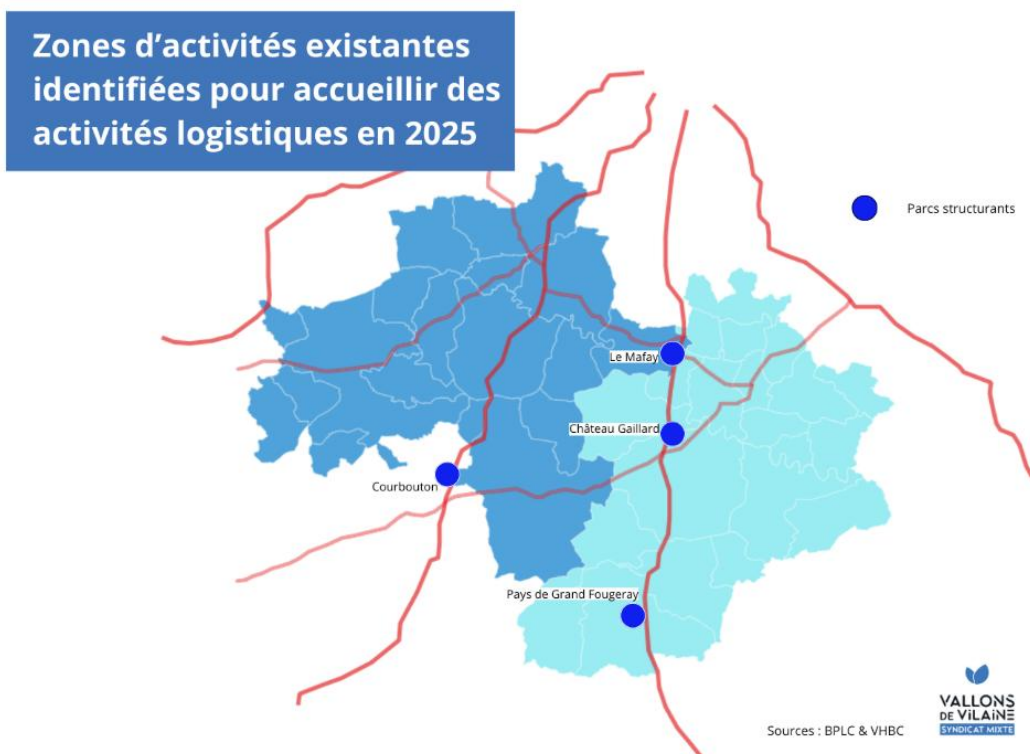 Zones d'activités existantes
identifiées pour accueillir des
activités logistiques en 2025
Parcs structurants
Le Mafay
Château Gaillard
Courbouton
Pays de Grand Fougeray
Sources : BPLC & VHBC
VALLONS
DE VILAINE
SYNDICAT MIXTE